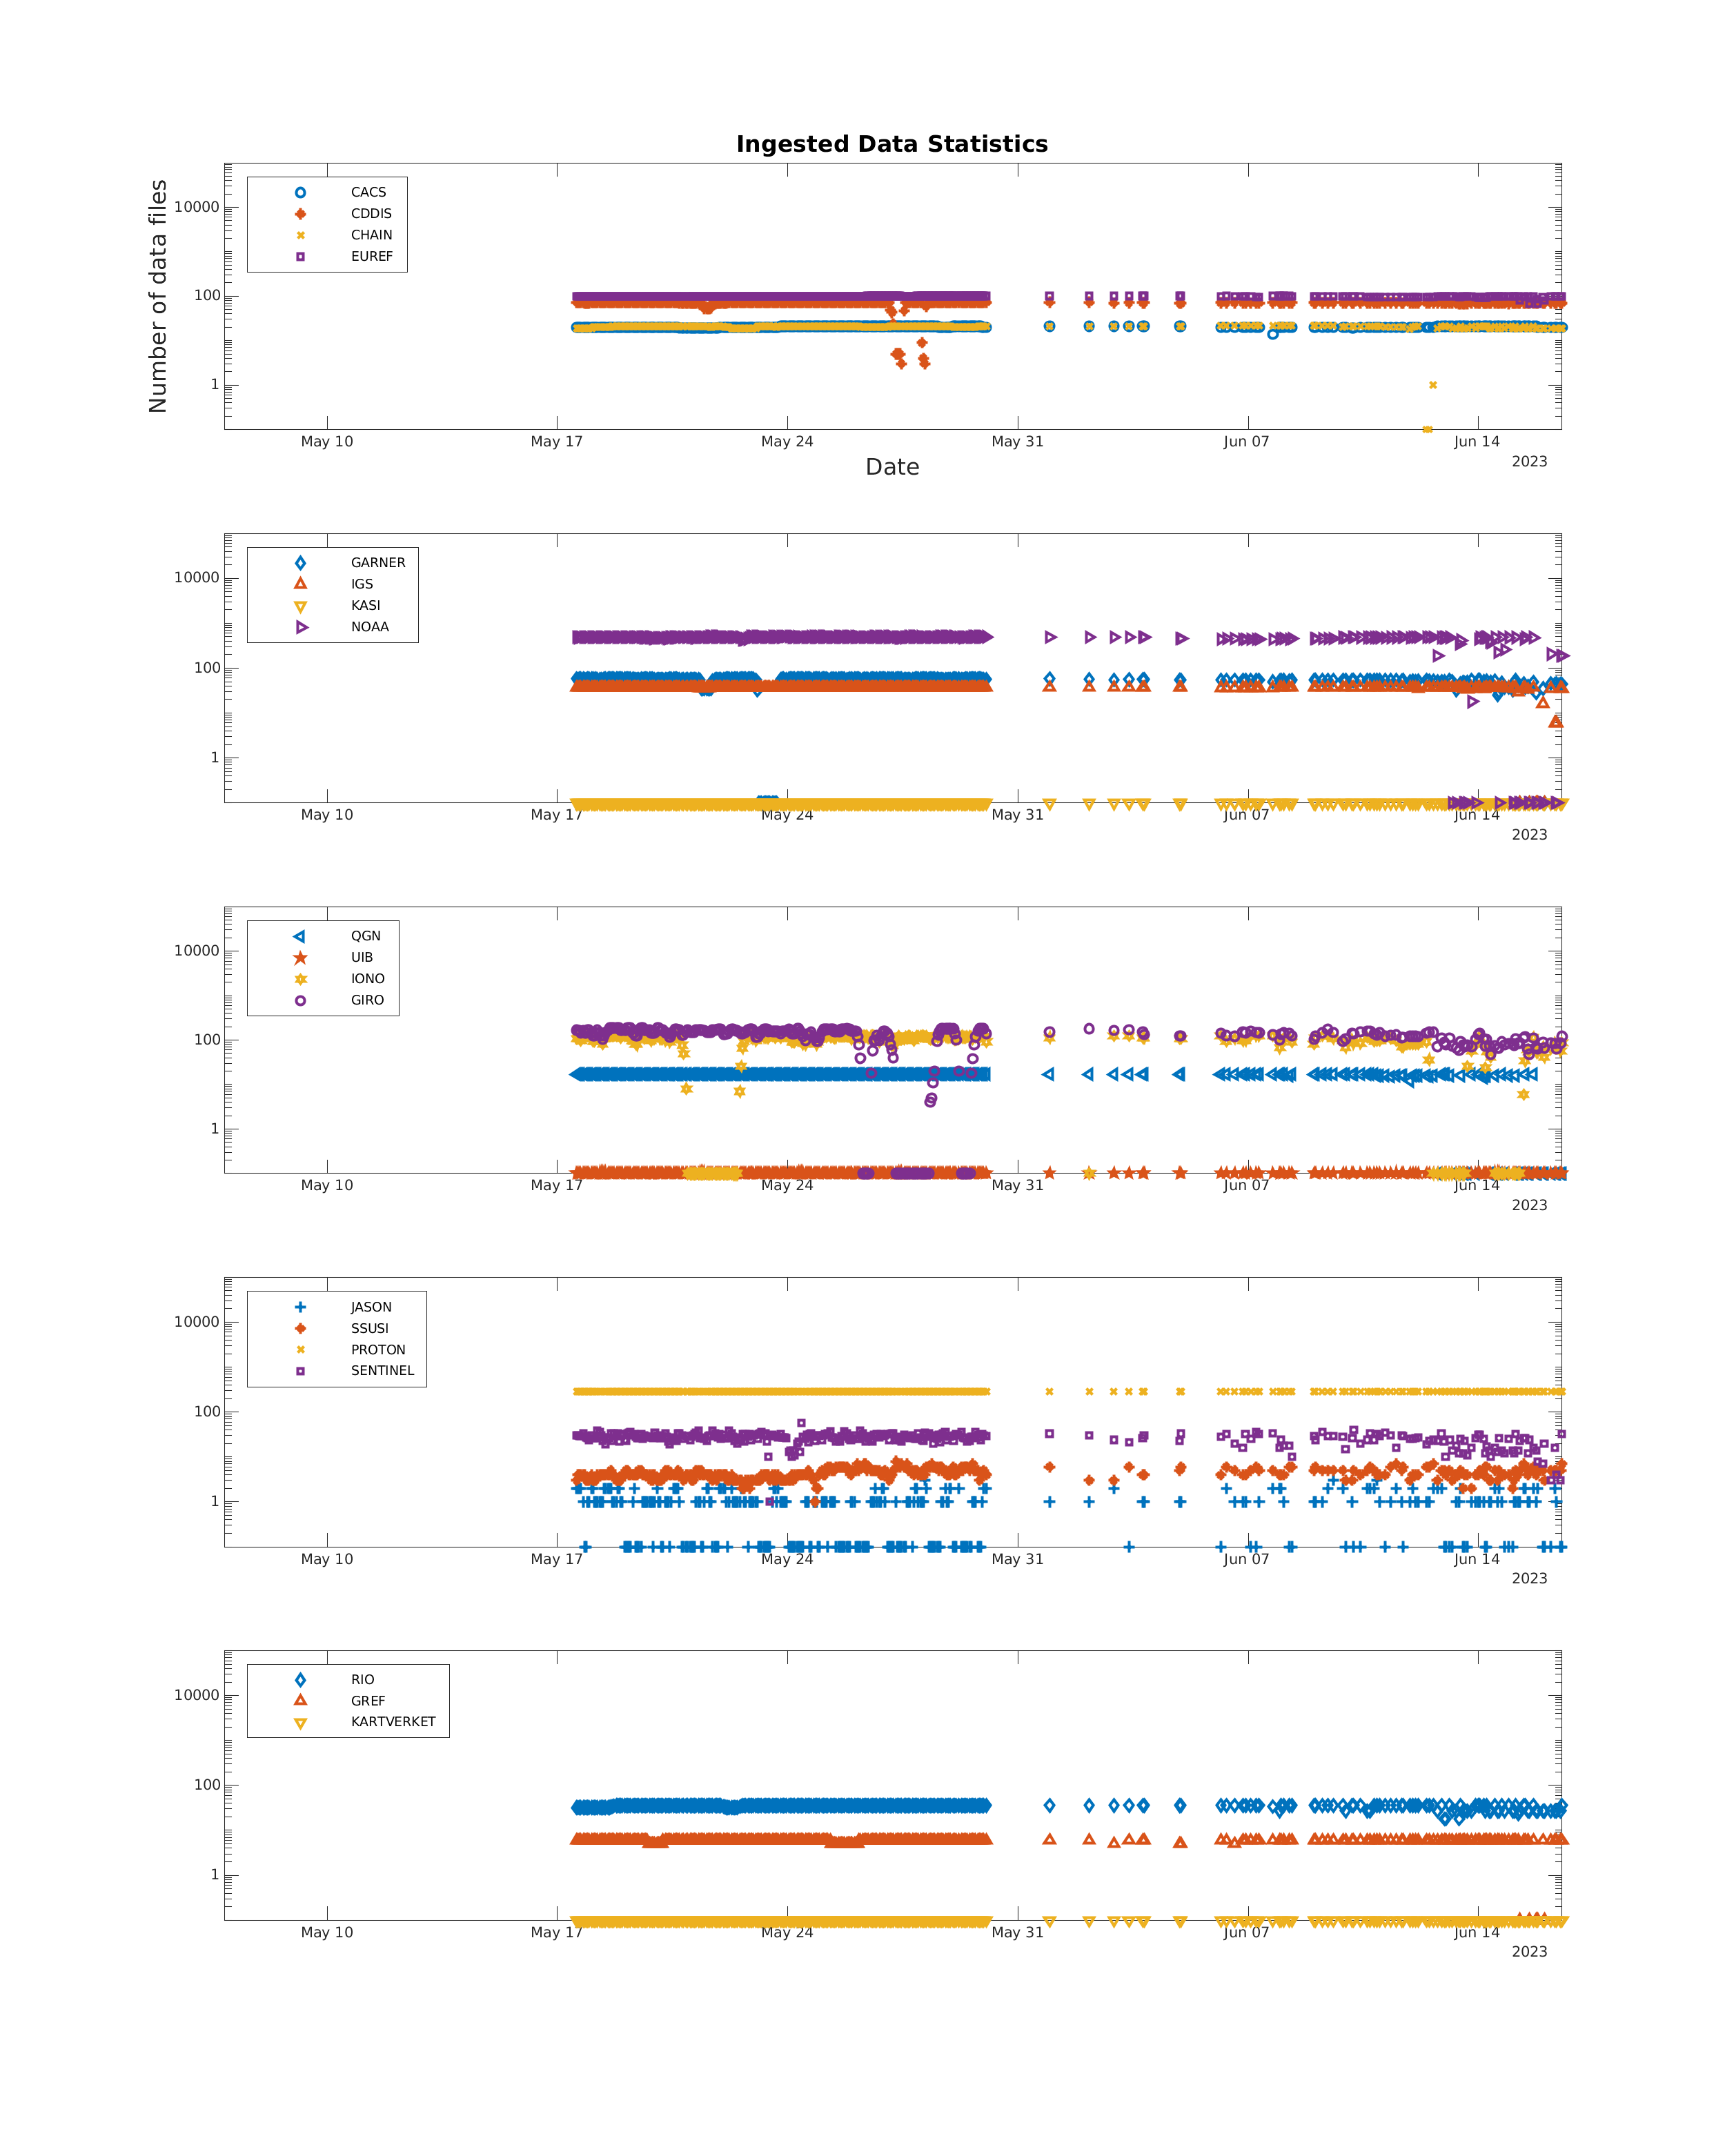 Ingested Data Statistics
Number of data files
10000
100
1
CACS
CDDIS
CHAIN
EUREF
May 10 May 17 May 24 May 31 Jun 07 Jun 14
2023
Date
10000
100
1
GARNER
IGS
KASI
NOAA
May 10 May 17 May 24 May 31 Jun 07 Jun 14
2023
10000
100
1
QGN
UIB
IONO
GIRO
May 10 May 17 May 24 May 31 Jun 07 Jun 14
2023
10000
100
1
JASON
SSUSI
PROTON
SENTINEL
May 10 May 17 May 24 May 31 Jun 07 Jun 14
2023
10000
100
1
RIO
GREF
KARTVERKET
May 10 May 17 May 24 May 31 Jun 07 Jun 14
2023